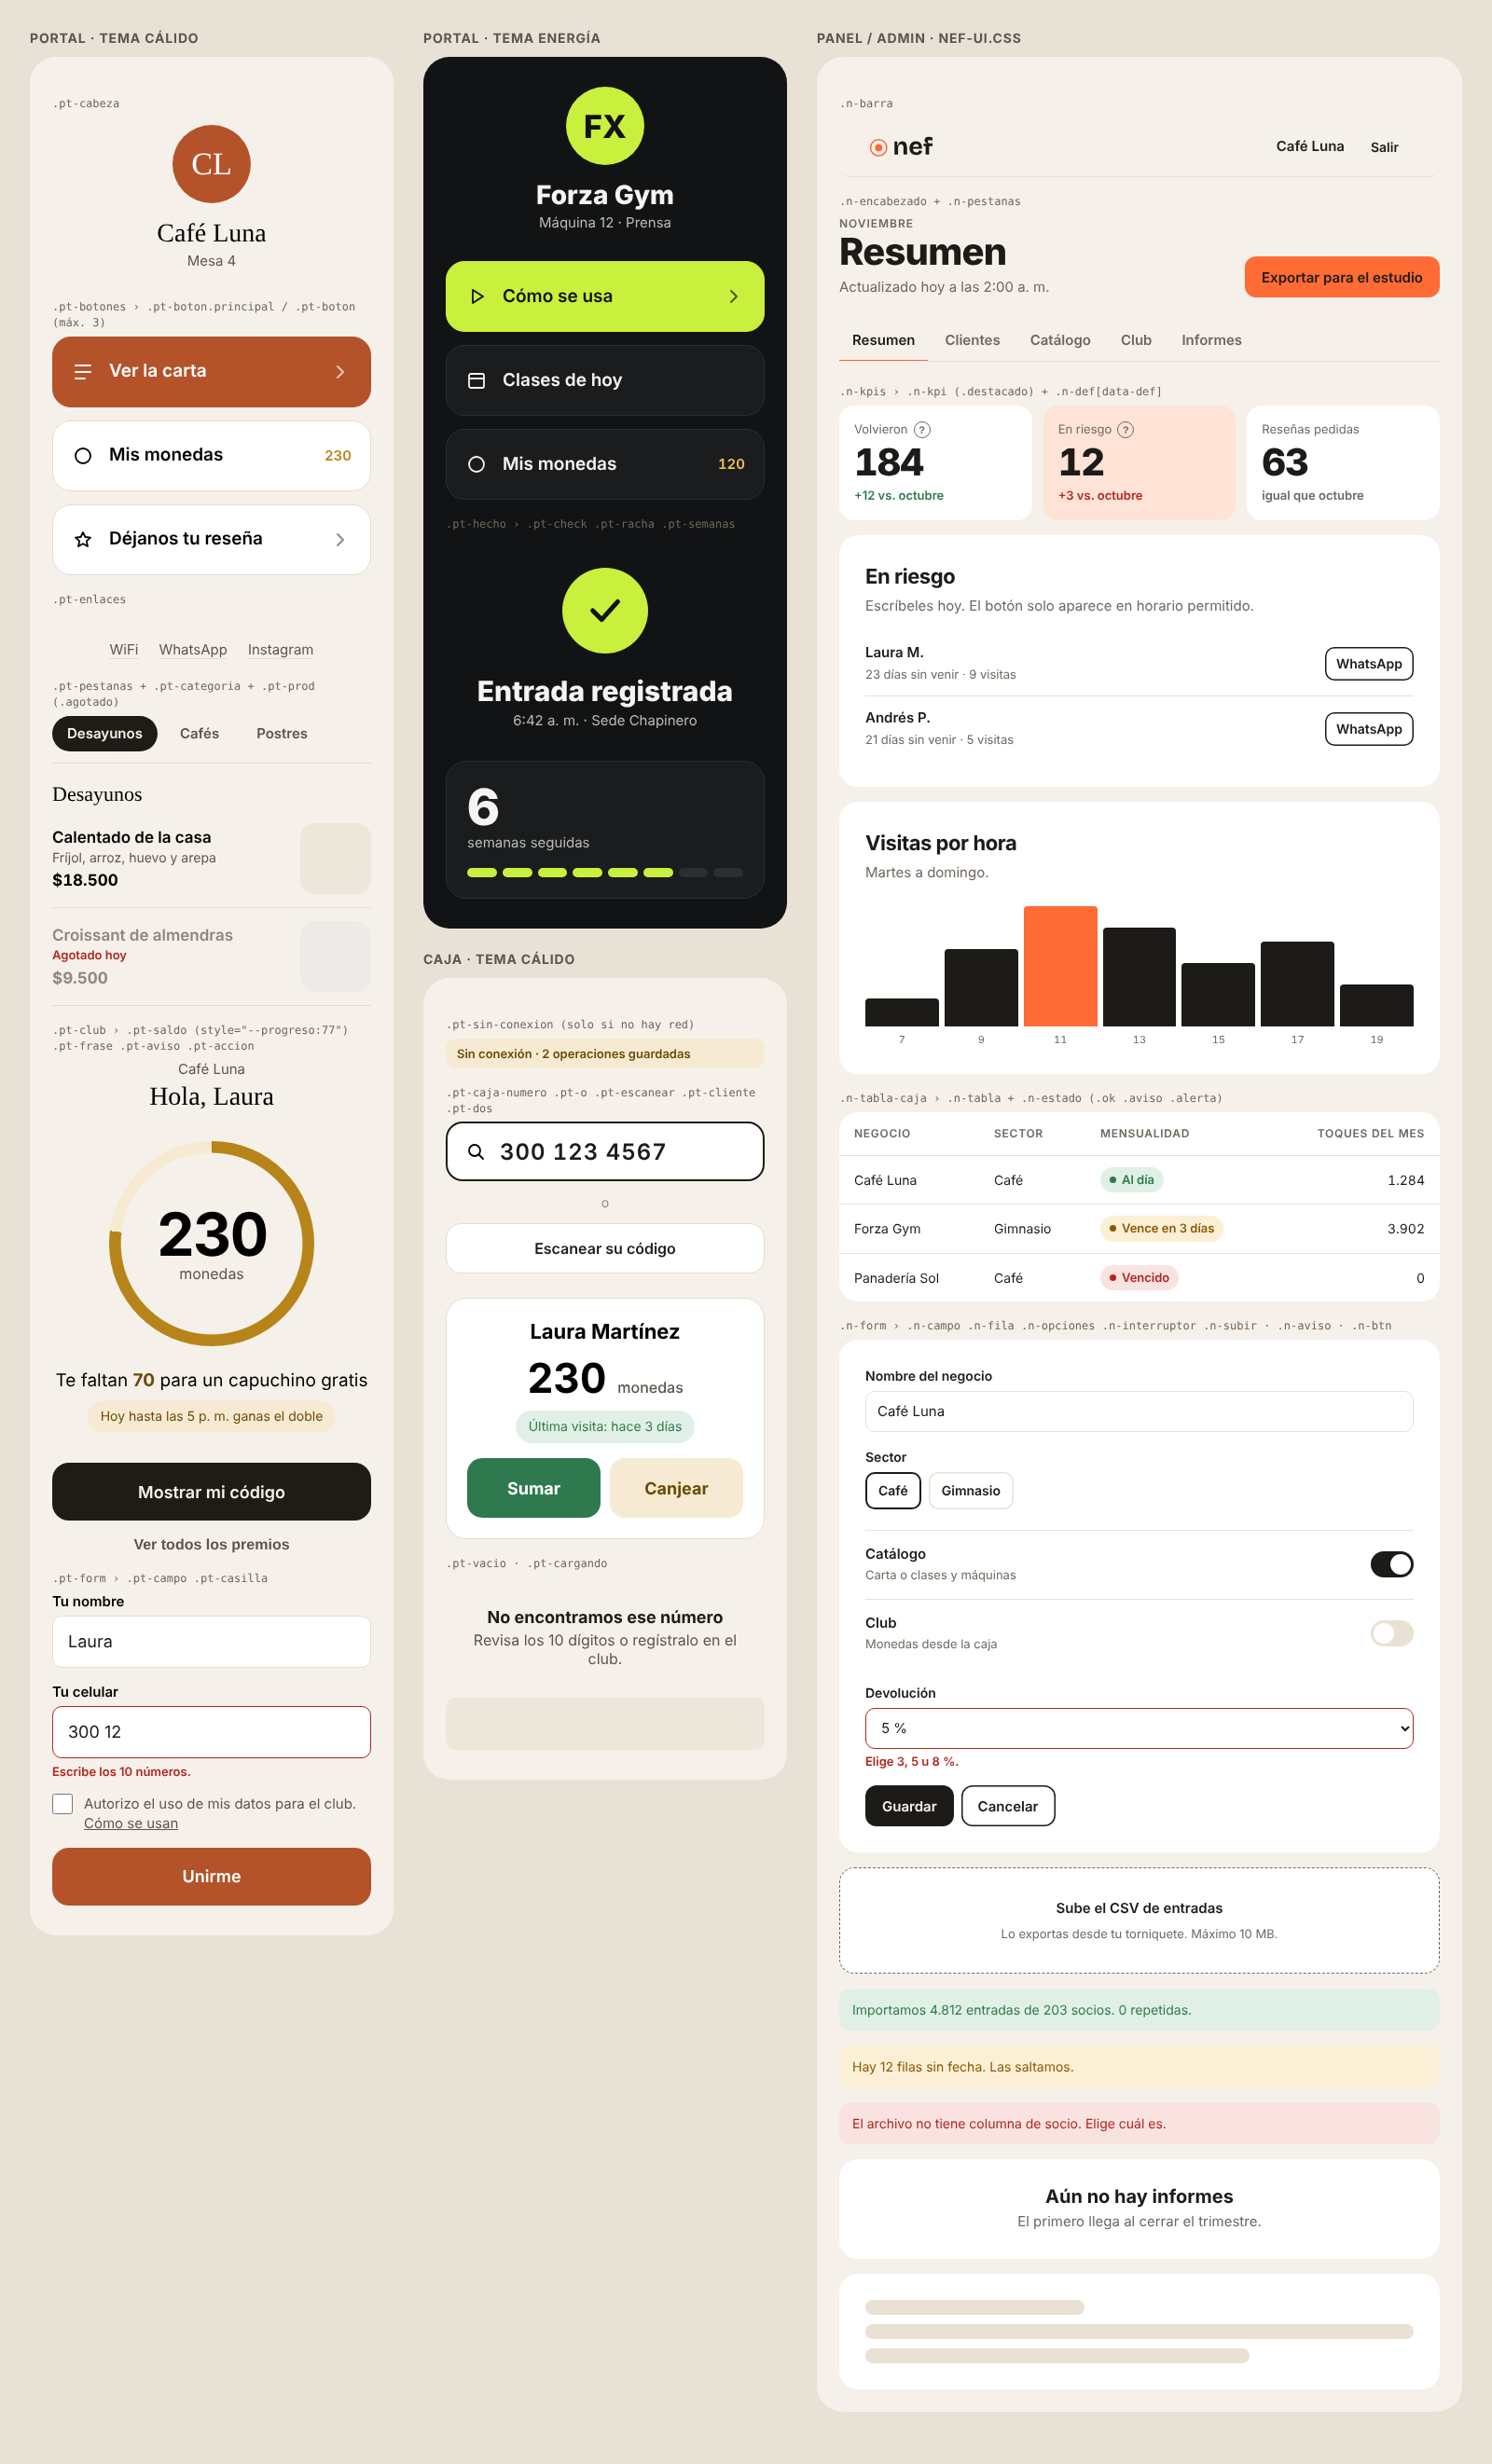 PORTAL · TEMA CÁLIDO
.pt-cabeza
CL
Café Luna
Mesa 4
.pt-botones › .pt-boton.principal / .pt-boton
(máx. 3)
Ver la carta
Mis monedas 230
Déjanos tu reseña
.pt-enlaces
WiFi WhatsApp Instagram
.pt-pestanas + .pt-categoria + .pt-prod
(.agotado)
Desayunos Cafés Postres
Desayunos
Calentado de la casa
Fríjol, arroz, huevo y arepa
$18.500
Croissant de almendras
Agotado hoy
$9.500
.pt-club › .pt-saldo (style="--progreso:77")
.pt-frase .pt-aviso .pt-accion
Café Luna
Hola, Laura
230
monedas
Te faltan 70 para un capuchino gratis
Hoy hasta las 5 p. m. ganas el doble
Mostrar mi código
Ver todos los premios
.pt-form › .pt-campo .pt-casilla
Tu nombre
Laura
Tu celular
300 12
Escribe los 10 números.
Autorizo el uso de mis datos para el club.
Cómo se usan
Unirme
PORTAL · TEMA ENERGÍA
FX
Forza Gym
Máquina 12 · Prensa
Cómo se usa
Clases de hoy
Mis monedas 120
.pt-hecho › .pt-check .pt-racha .pt-semanas
Entrada registrada
6:42 a. m. · Sede Chapinero
6
semanas seguidas
CAJA · TEMA CÁLIDO
.pt-sin-conexion (solo si no hay red)
Sin conexión · 2 operaciones guardadas
.pt-caja-numero .pt-o .pt-escanear .pt-cliente
.pt-dos
300 123 4567
o
Escanear su código
Laura Martínez
230 monedas
Última visita: hace 3 días
Sumar Canjear
.pt-vacio · .pt-cargando
No encontramos ese número
Revisa los 10 dígitos o regístralo en el
club.
PANEL / ADMIN · NEF-UI.CSS
.n-barra
nef Café Luna Salir
.n-encabezado + .n-pestanas
NOVIEMBRE
Resumen
Actualizado hoy a las 2:00 a. m.
Exportar para el estudio
Resumen Clientes Catálogo Club Informes
.n-kpis › .n-kpi (.destacado) + .n-def[data-def]
Volvieron ?
184
+12 vs. octubre
En riesgo ?
12
+3 vs. octubre
Reseñas pedidas
63
igual que octubre
En riesgo
Escríbeles hoy. El botón solo aparece en horario permitido.
Laura M.
23 días sin venir · 9 visitas
WhatsApp
Andrés P.
21 días sin venir · 5 visitas
WhatsApp
Visitas por hora
Martes a domingo.
7 9 11 13 15 17 19
.n-tabla-caja › .n-tabla + .n-estado (.ok .aviso .alerta)
NEGOCIO SECTOR MENSUALIDAD TOQUES DEL MES
Café Luna Café Al día 1.284
Forza Gym Gimnasio Vence en 3 días 3.902
Panadería Sol Café Vencido 0
.n-form › .n-campo .n-fila .n-opciones .n-interruptor .n-subir · .n-aviso · .n-btn
Nombre del negocio
Café Luna
Sector
Café Gimnasio
Catálogo
Carta o clases y máquinas
Club
Monedas desde la caja
Devolución
5 %
Elige 3, 5 u 8 %.
Guardar Cancelar
Sube el CSV de entradas
Lo exportas desde tu torniquete. Máximo 10 MB.
Importamos 4.812 entradas de 203 socios. 0 repetidas.
Hay 12 filas sin fecha. Las saltamos.
El archivo no tiene columna de socio. Elige cuál es.
Aún no hay informes
El primero llega al cerrar el trimestre.